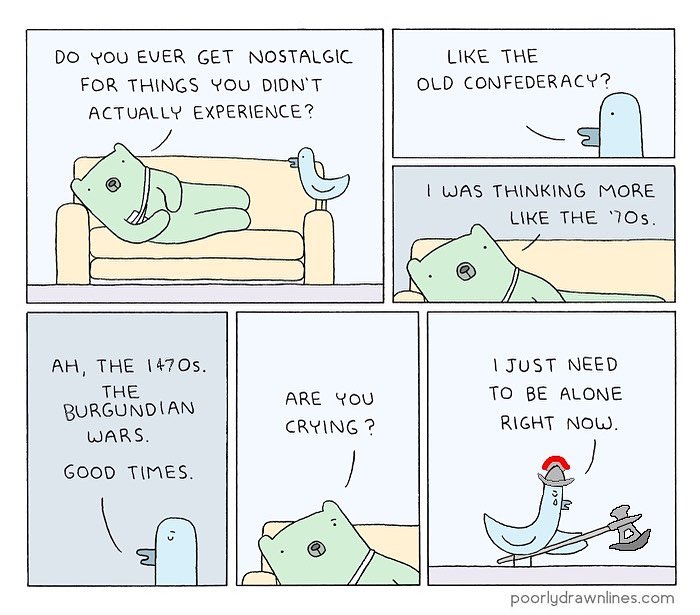 DO YOU EVER GET NOSTALGIC
FOR THINGS YOU DIDN'T
ACTUALLY EXPERIENCE?
LIKE THE
OLD CONFEDERACY?
I WAS THINKING MORE
LIKE THE '70s.
AH, THE 1470s.
THE
BURGUNDIAN
WARS.
GOOD TIMES.
ARE YOU
CRYING?
I JUST NEED
TO BE ALONE
RIGHT NOW.
poorlydrawnlines.com